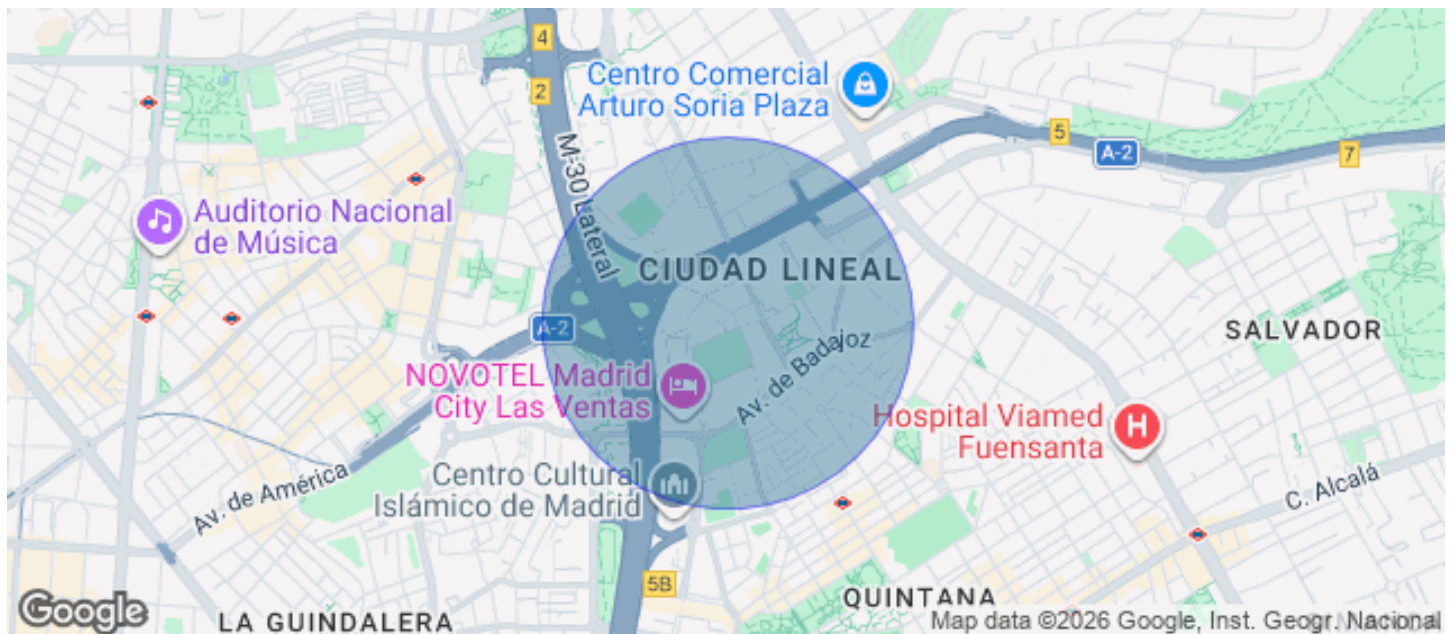 4
2
Centro Comercial
Arturo Soria Plaza
5
A-2
7
M-30 Lateral
Auditorio Nacional
de Música
CIUDAD LINEAL
A-2
SALVADOR
NOVOTEL Madrid
City Las Ventas
Av. de Badajoz
Hospital Viamed
Fuensanta
H
Centro Cultural
Islámico de Madrid
Av. de América
C. Alcalá
5B
QUINTANA
Google
LA GUINDALERA
Map data ©2026 Google, Inst. Geogr. Nacional